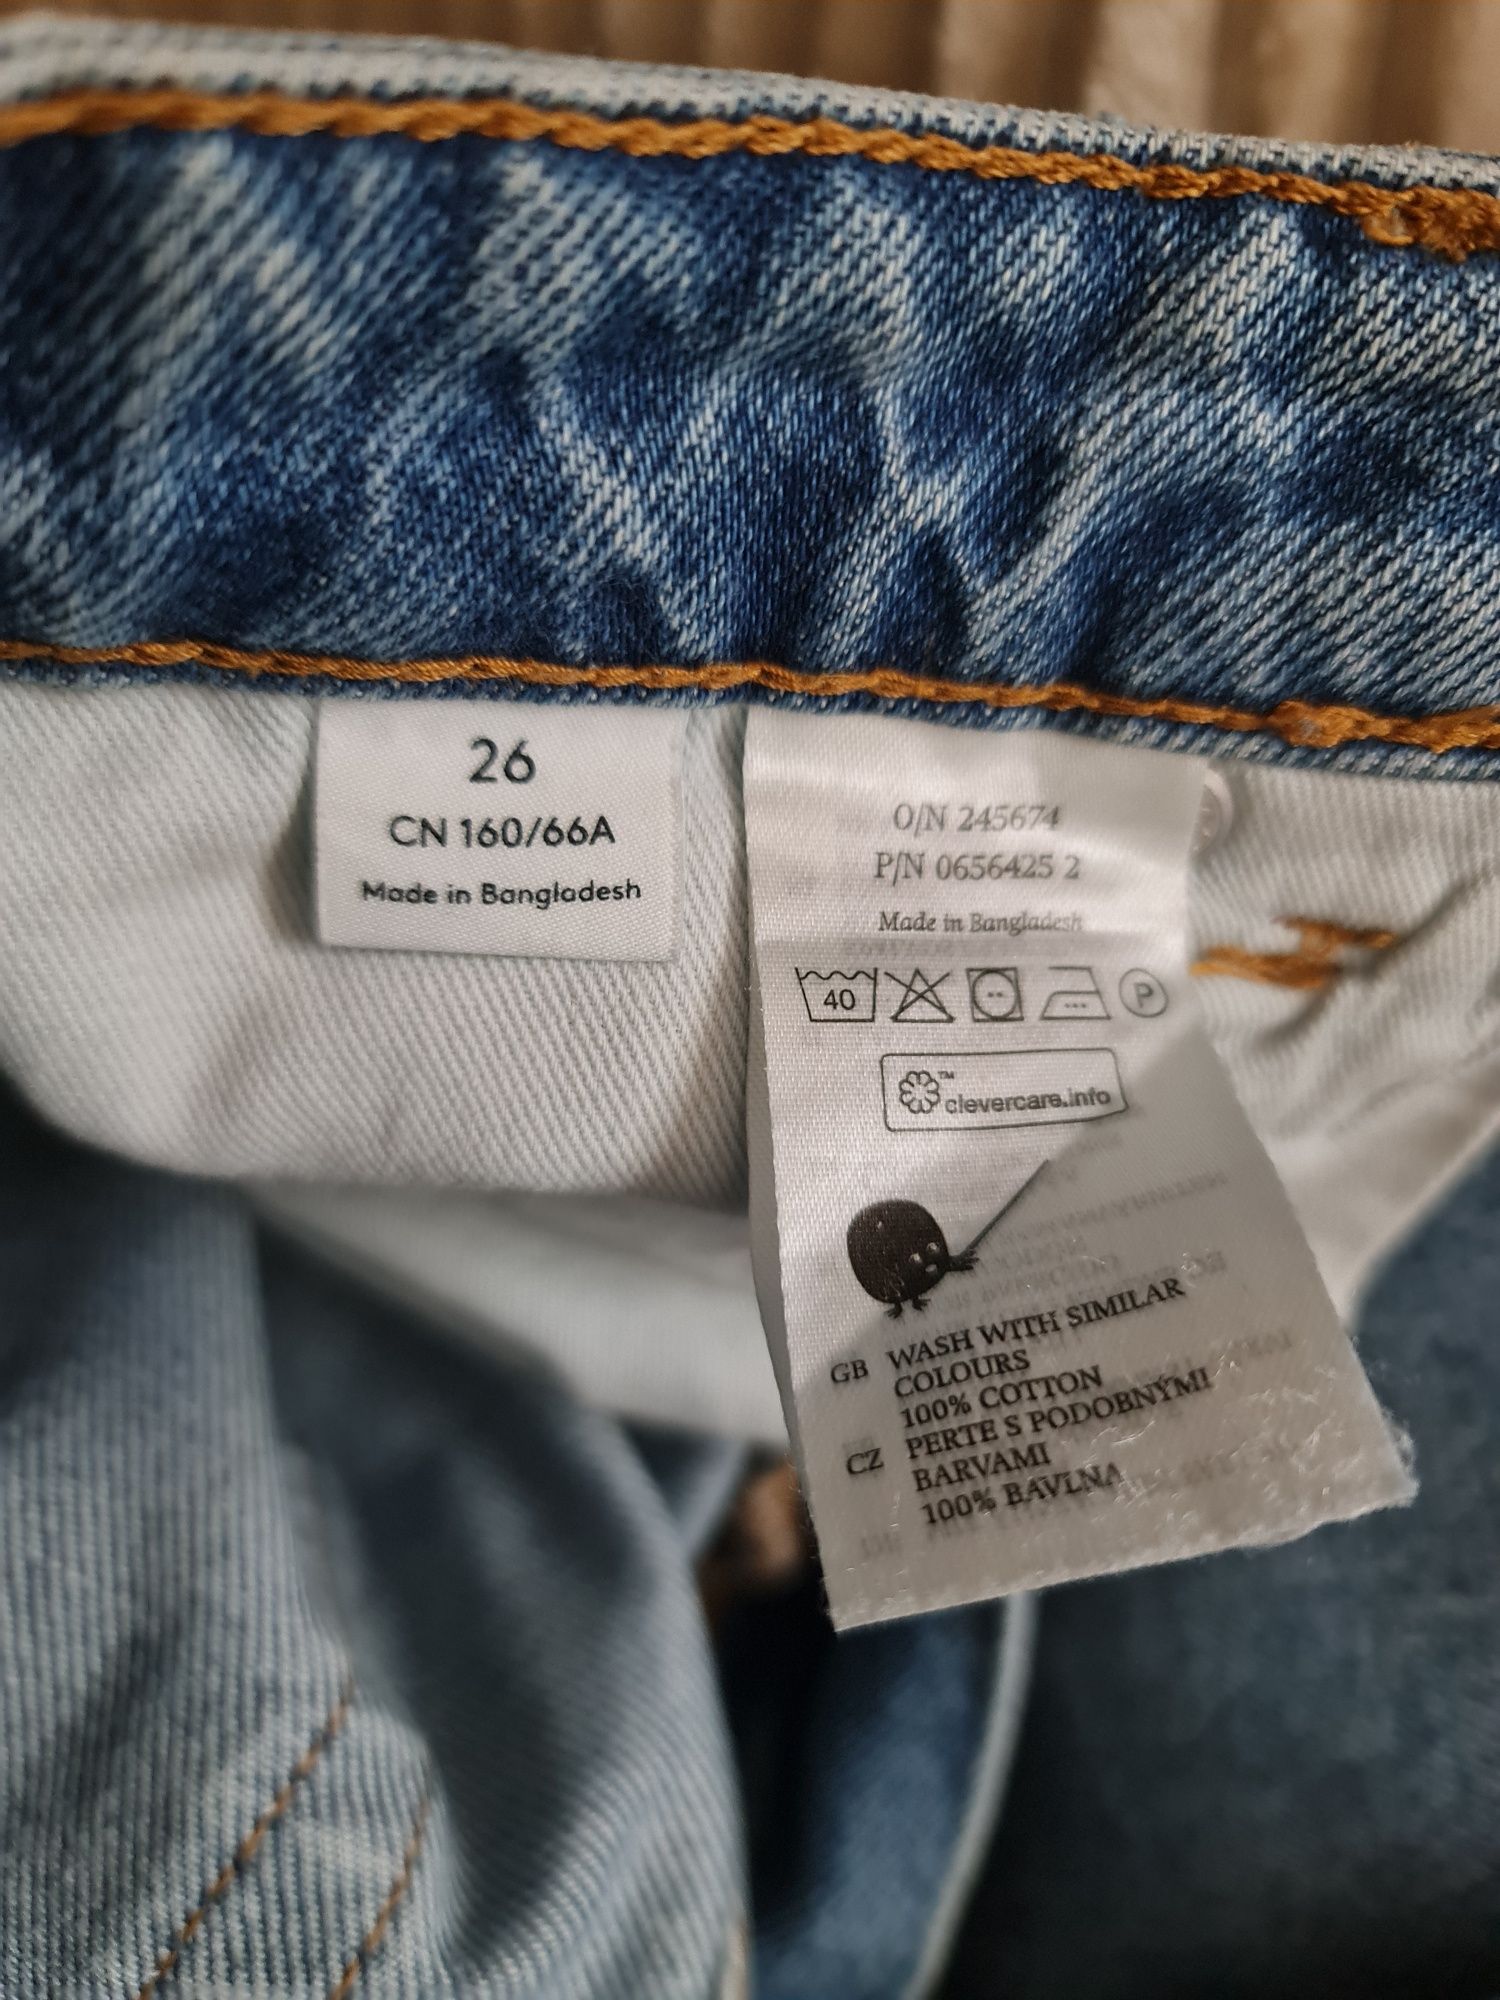 26
CN 160/66A
Made in Bangladesh
O/N 245674
P/N 0656425 2
Made in Bangladesh
40
P
™
clevercare.info
GB WASH WITH SIMILAR
COLOURS
100% COTTON
CZ PERTE S PODOBNÝMI
BARVAMI
100% BAVLNA